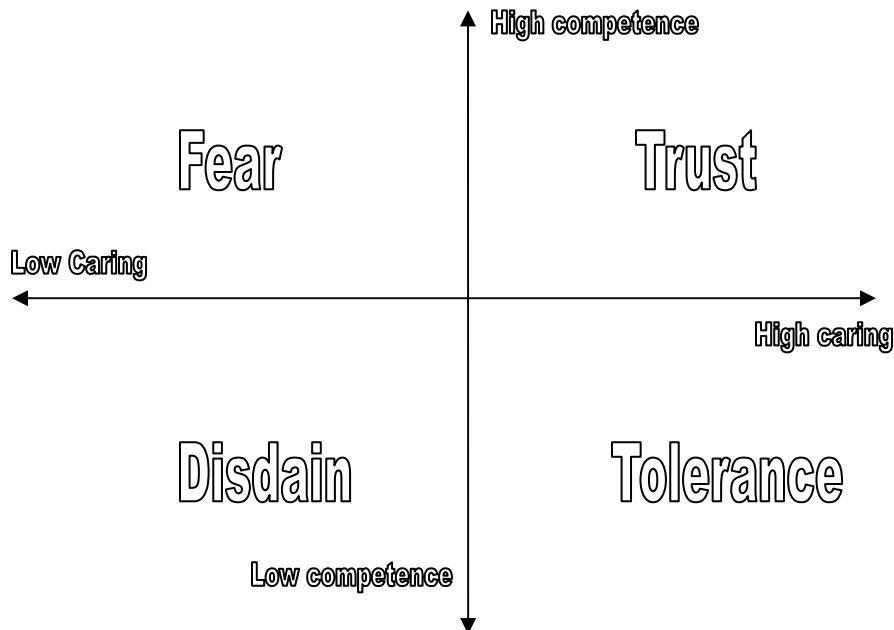 High competence
Fear
Trust
Low Caring
High caring
Disdain
Tolerance
Low competence